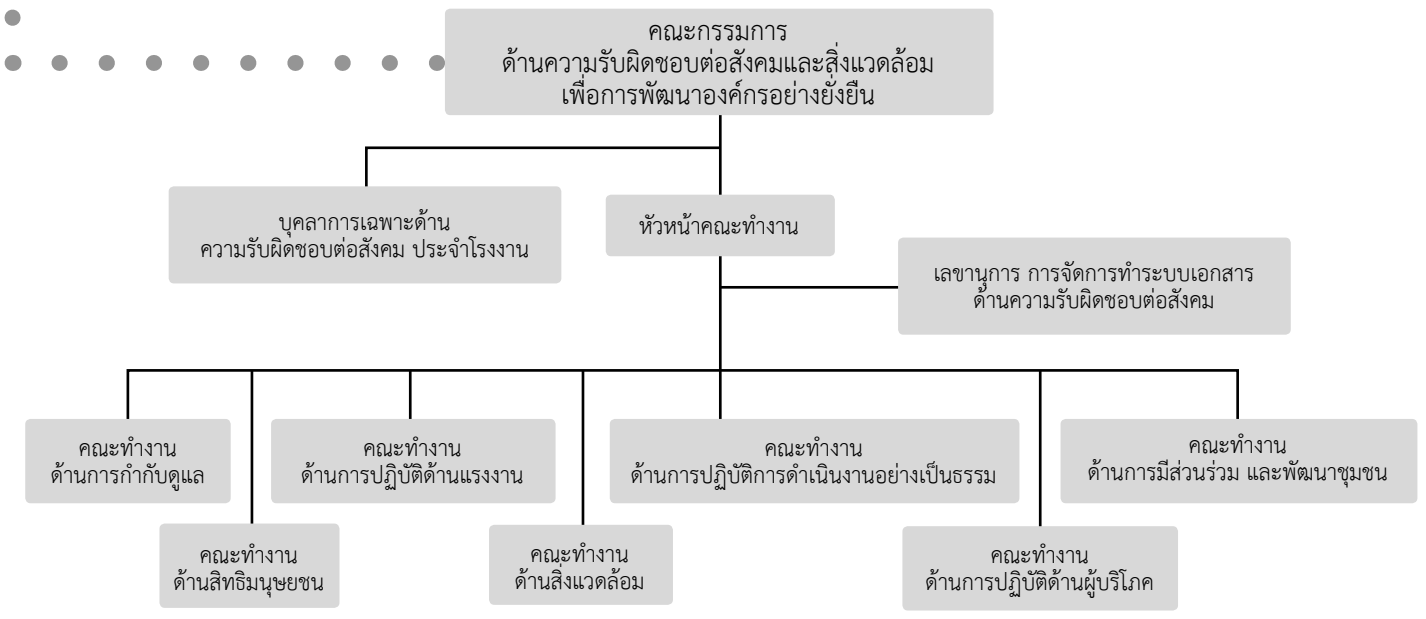 คณะกรรมการ
ด้านความรับผิดชอบต่อสังคมและสิ่งแวดล้อม
เพื่อการพัฒนาองค์กรอย่างยั่งยืน
บุคลาการเฉพาะด้าน
ความรับผิดชอบต่อสังคม ประจำโรงงาน
หัวหน้าคณะทำงาน
เลขานุการ การจัดการทำระบบเอกสาร
ด้านความรับผิดชอบต่อสังคม
คณะทำงาน
ด้านการกำกับดูแล
คณะทำงาน
ด้านการปฏิบัติด้านแรงงาน
คณะทำงาน
ด้านการปฏิบัติการดำเนินงานอย่างเป็นธรรม
คณะทำงาน
ด้านการมีส่วนร่วม และพัฒนาชุมชน
คณะทำงาน
ด้านสิทธิมนุษยชน
คณะทำงาน
ด้านสิ่งแวดล้อม
คณะทำงาน
ด้านการปฏิบัติด้านผู้บริโภค